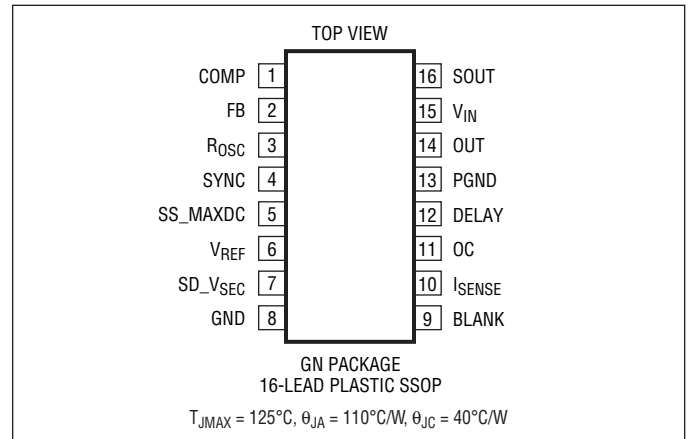 TOP VIEW
COMP 1
FB 2
ROSC 3
SYNC 4
SS_MAXDC 5
VREF 6
SD_VSEC 7
GND 8
16 SOUT
15 VIN
14 OUT
13 PGND
12 DELAY
11 OC
10 ISENSE
9 BLANK
GN PACKAGE
16-LEAD PLASTIC SSOP
TJMAX = 125°C, θJA = 110°C/W, θJC = 40°C/W